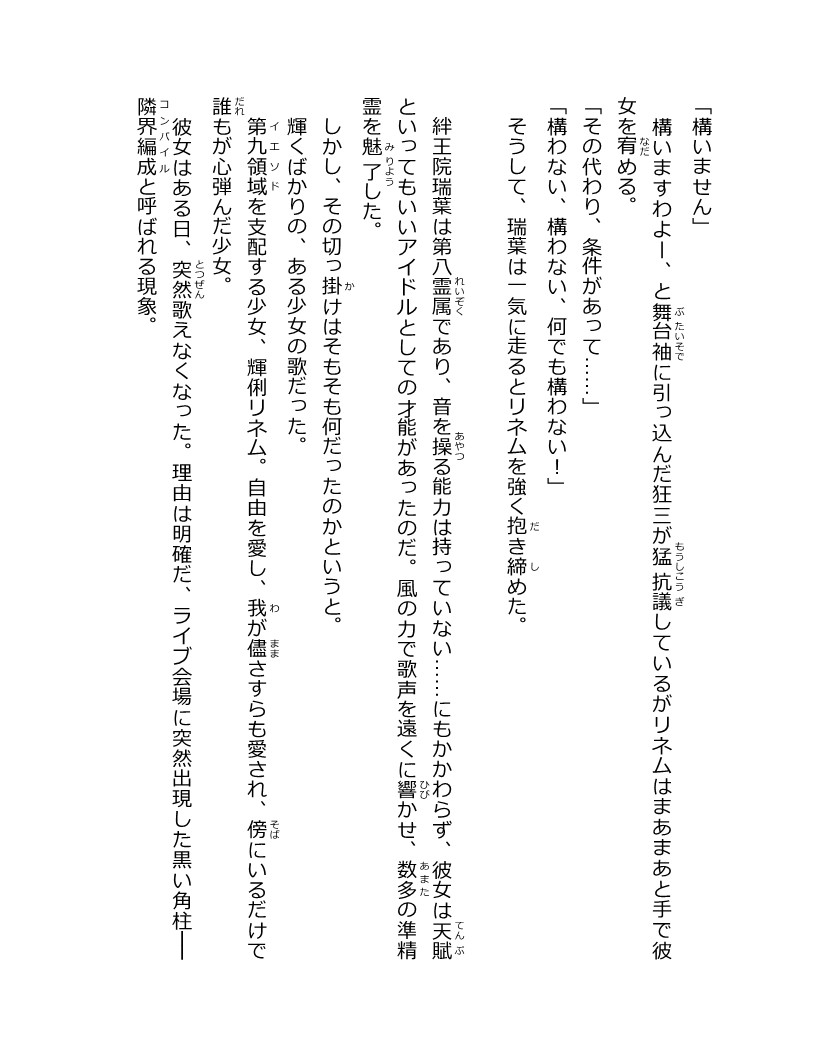 「構いません」
　構いますわよー、と舞台袖に引っ込んだ狂三が猛抗議しているがリネムはまあまあと手で彼
女を宥める。
「その代わり、条件があって……」
「構わない、構わない、何でも構わない！」
　そうして、瑞葉は一気に走るとリネムを強く抱き締めた。
　絆王院瑞葉は第八霊属であり、音を操る能力は持っていない……にもかかわらず、彼女は天賦
といってもいいアイドルとしての才能があったのだ。風の力で歌声を遠くに響かせ、数多の準精
霊を魅了した。
　しかし、その切っ掛けはそもそも何だったのかというと。
　輝くばかりの、ある少女の歌だった。
　第九領域を支配する少女、輝俐リネム。自由を愛し、我が儘さすらも愛され、傍にいるだけで
誰もが心弾んだ少女。
　彼女はある日、突然歌えなくなった。理由は明確だ、ライブ会場に突然出現した黒い角柱――
隣界編成と呼ばれる現象。